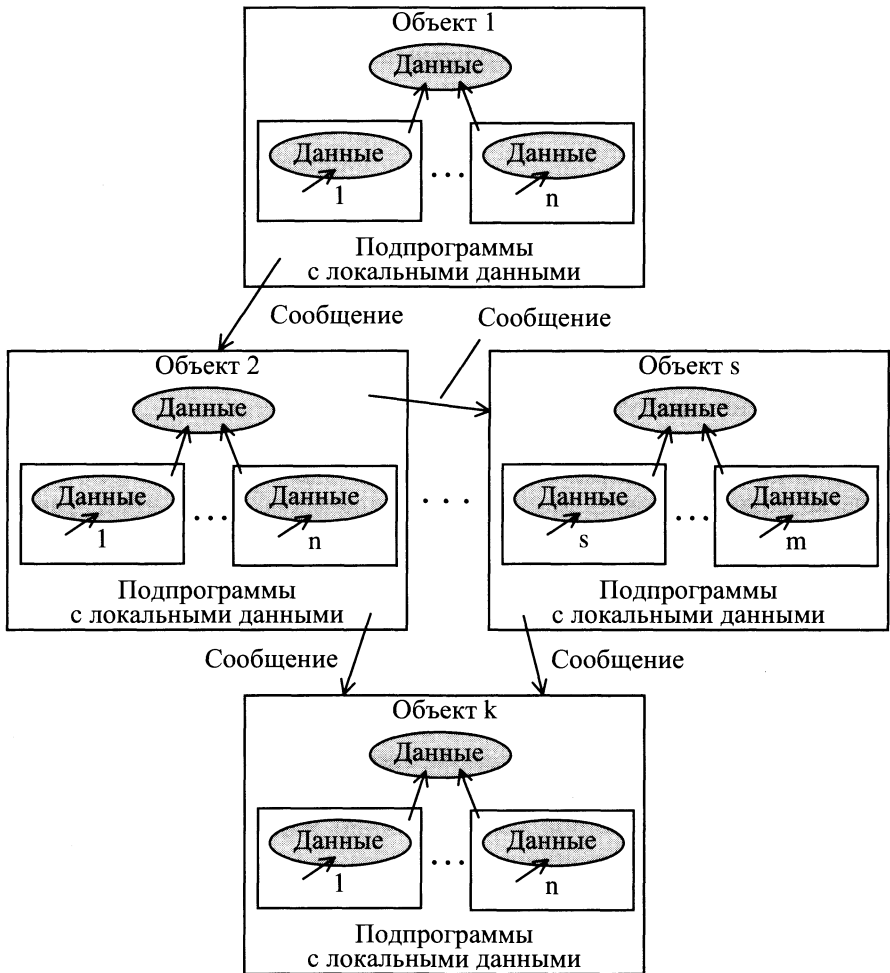 Объект 1
Данные
Данные
Данные
...
1
n
Подпрограммы
с локальными данными
Сообщение
Сообщение
Объект 2
Данные
Данные
Данные
...
1
n
Подпрограммы
с локальными данными
...
Объект s
Данные
Данные
Данные
...
s
m
Подпрограммы
с локальными данными
Сообщение
Сообщение
Объект k
Данные
Данные
Данные
...
1
n
Подпрограммы
с локальными данными